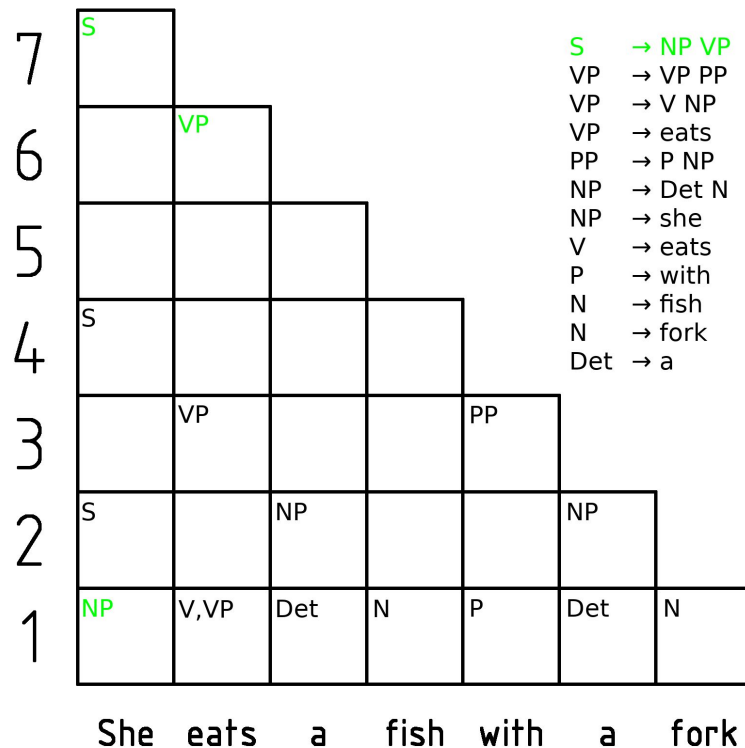 7 S
6 VP
5
4 S
3 VP PP
2 S NP NP
1 NP V,VP Det N P Det N
She eats a fish with a fork
S → NP VP
VP → VP PP
VP → V NP
VP → eats
PP → P NP
NP → Det N
NP → she
V → eats
P → with
N → fish
N → fork
Det → a